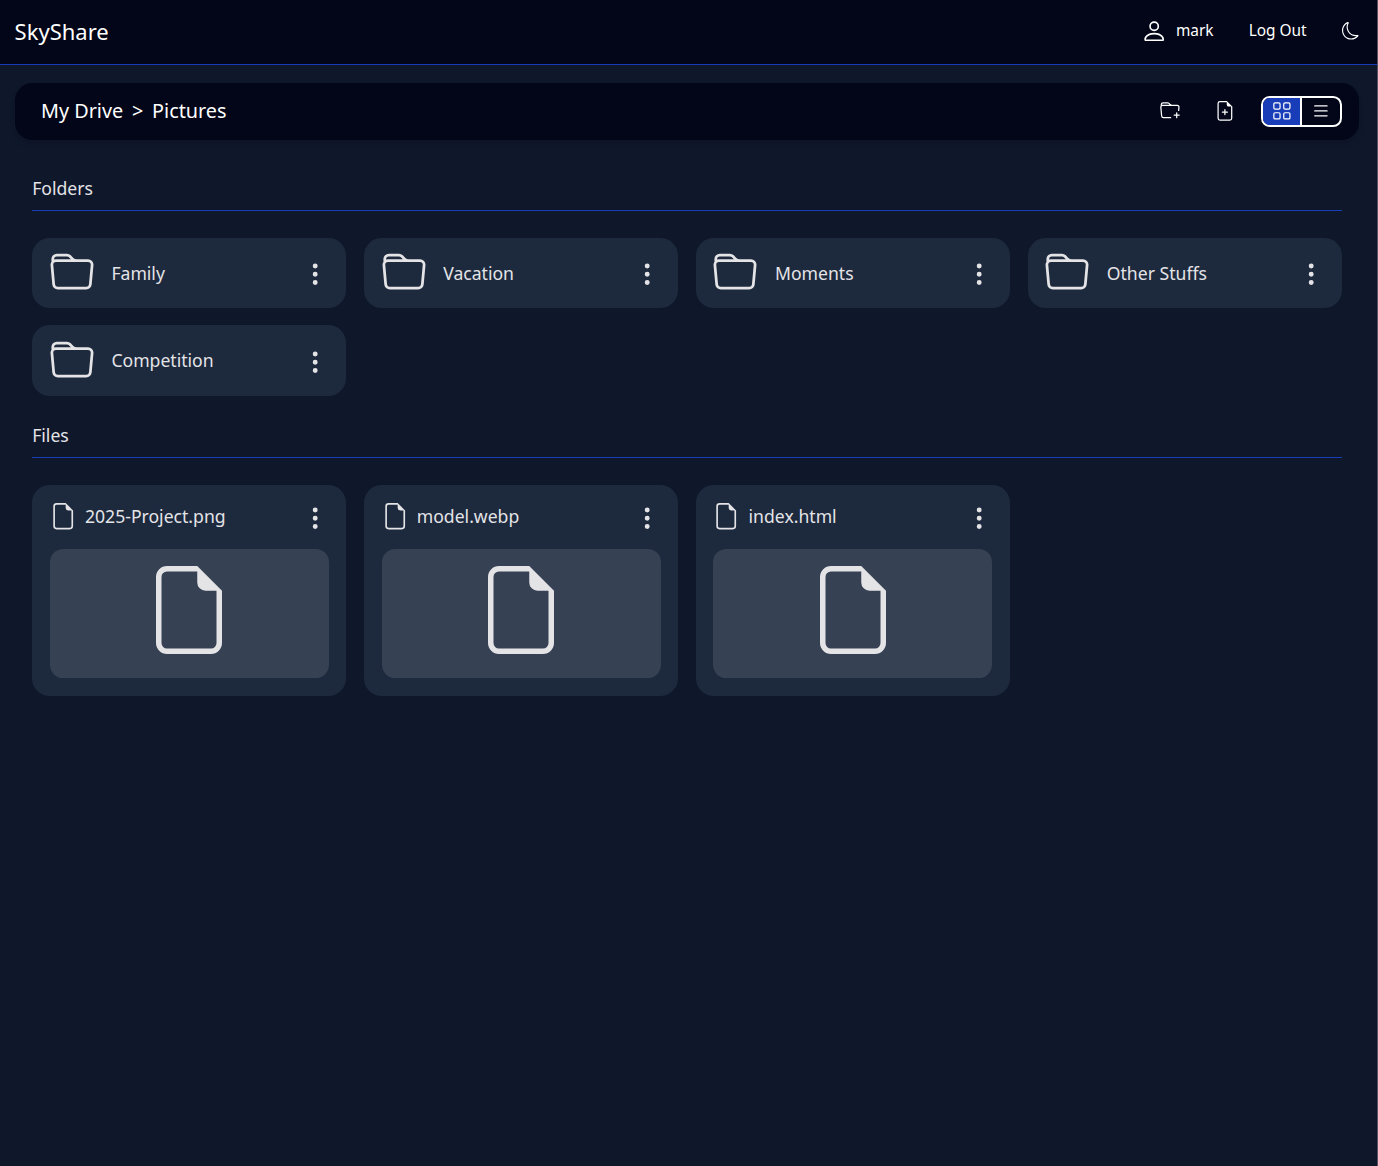 SkyShare
mark
Log Out
My Drive > Pictures
Folders
Family
Vacation
Moments
Other Stuffs
Competition
Files
2025-Project.png
model.webp
index.html